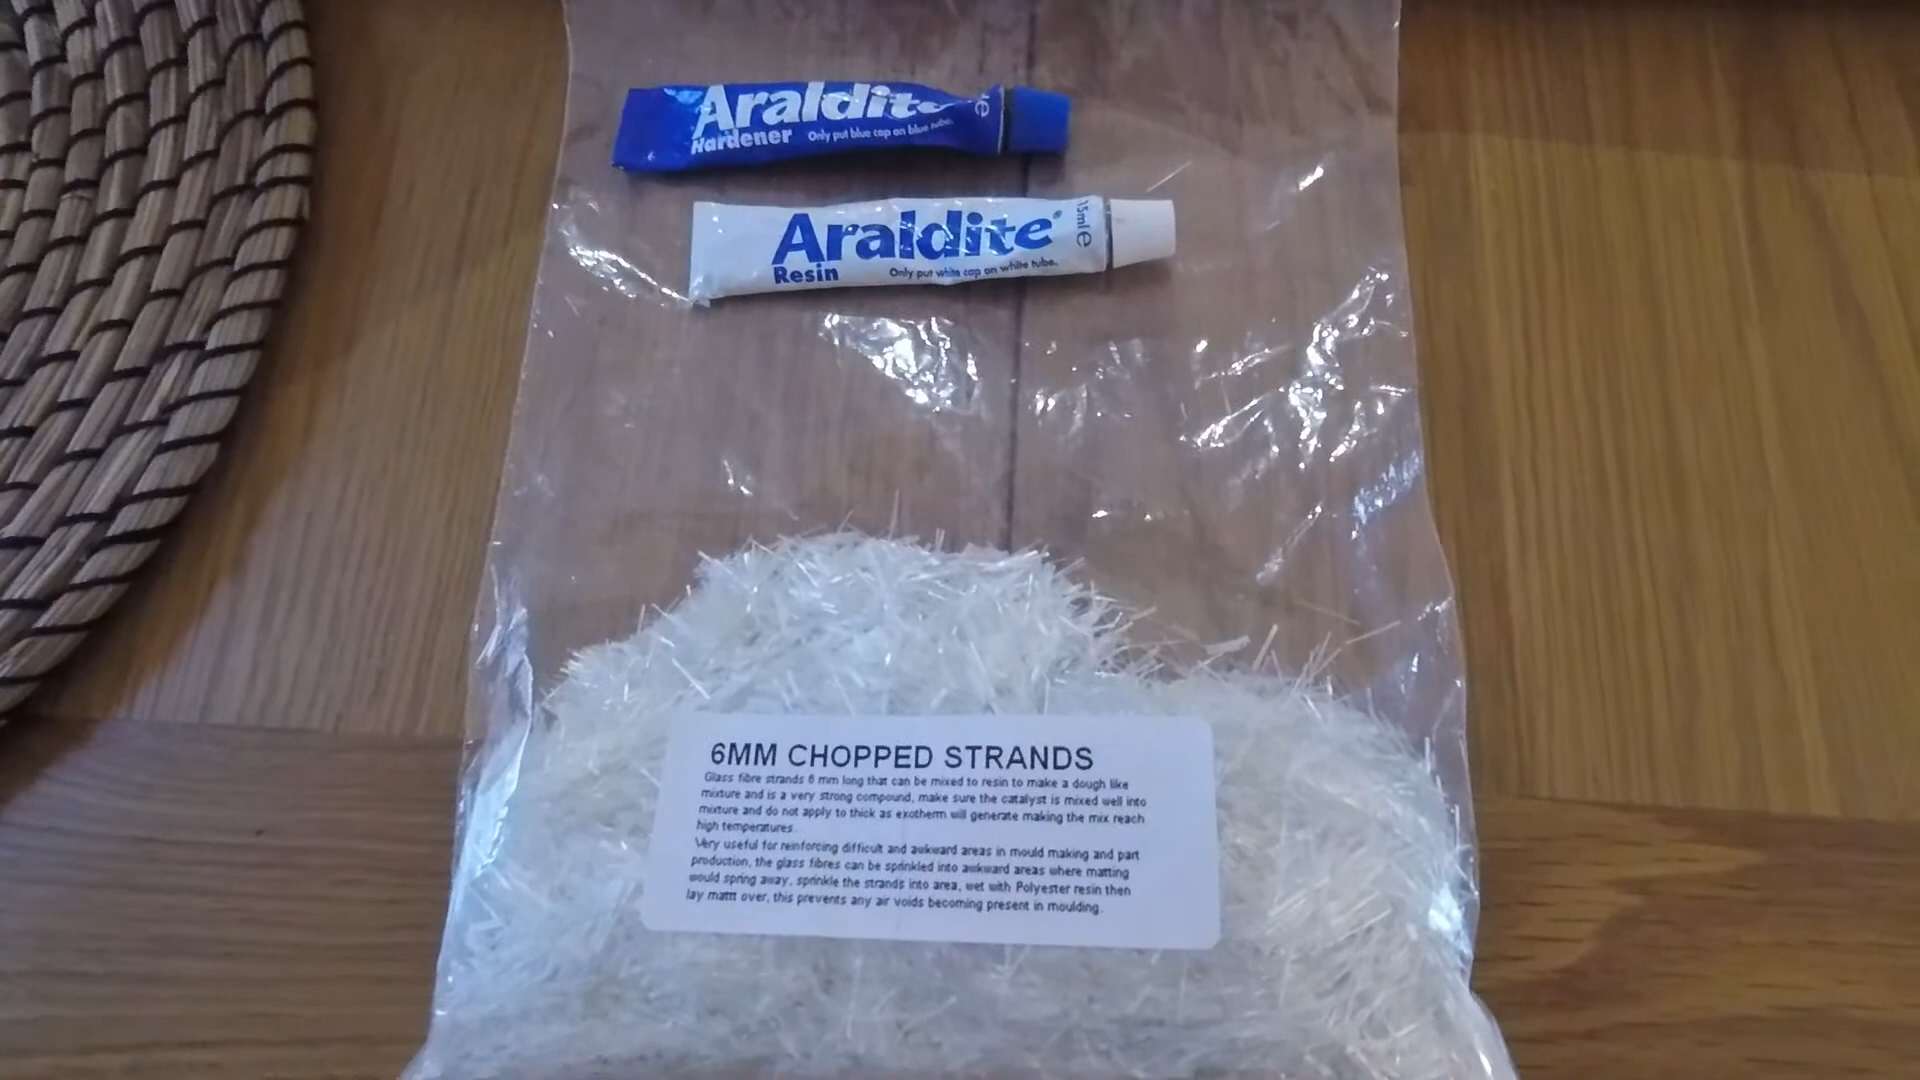 Araldite
Hardener Only put blue cap on blue tube.
e
Araldite®
15ml e
Resin Only put white cap on white tube.
6MM CHOPPED STRANDS
Glass fibre strands 6 mm long that can be mixed to resin to make a dough like
mixture and is a very strong compound, make sure the catalyst is mixed well into
mixture and do not apply to thick as exotherm will generate making the mix reach
high temperatures.
Very useful for reinforcing difficult and awkward areas in mould making and part
production, the glass fibres can be sprinkled into awkward areas where matting
would spring away, sprinkle the strands into area, wet with Polyester resin then
lay mattt over, this prevents any air voids becoming present in moulding.